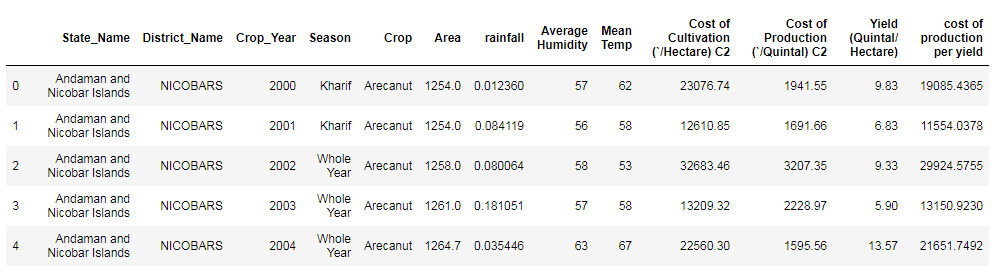 State_Name District_Name Crop_Year Season Crop Area rainfall Average Humidity Mean Temp Cost of Cultivation (`/Hectare) C2 Cost of Production (`/Quintal) C2 Yield (Quintal/ Hectare) cost of production per yield
0 Andaman and Nicobar Islands NICOBARS 2000 Kharif Arecanut 1254.0 0.012360 57 62 23076.74 1941.55 9.83 19085.4365
1 Andaman and Nicobar Islands NICOBARS 2001 Kharif Arecanut 1254.0 0.084119 56 58 12610.85 1691.66 6.83 11554.0378
2 Andaman and Nicobar Islands NICOBARS 2002 Whole Year Arecanut 1258.0 0.080064 58 53 32683.46 3207.35 9.33 29924.5755
3 Andaman and Nicobar Islands NICOBARS 2003 Whole Year Arecanut 1261.0 0.181051 57 58 13209.32 2228.97 5.90 13150.9230
4 Andaman and Nicobar Islands NICOBARS 2004 Whole Year Arecanut 1264.7 0.035446 63 67 22560.30 1595.56 13.57 21651.7492